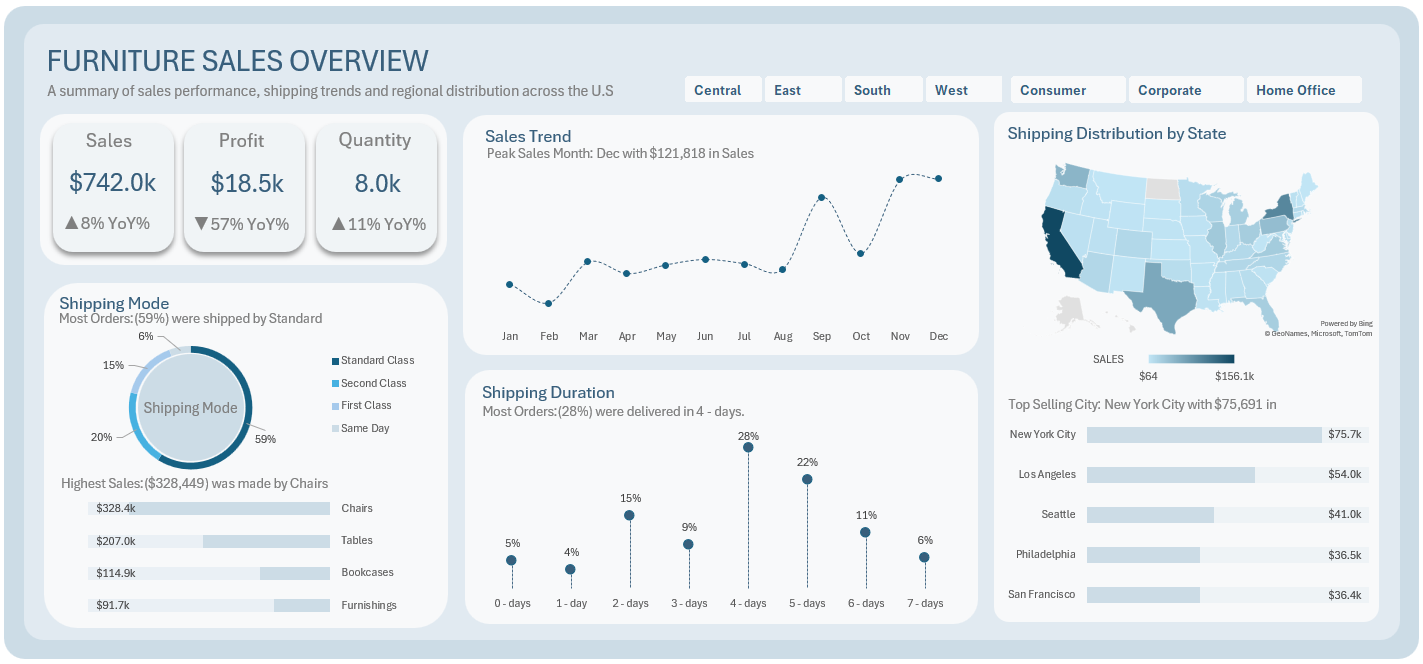 FURNITURE SALES OVERVIEW
A summary of sales performance, shipping trends and regional distribution across the U.S
Central East South West Consumer Corporate Home Office
Sales
$742.0k
▲8% YoY%
Profit
$18.5k
▼57% YoY%
Quantity
8.0k
▲11% YoY%
Shipping Mode
Most Orders:(59%) were shipped by Standard
6%
15%
20%
59%
Shipping Mode
Standard Class
Second Class
First Class
Same Day
Highest Sales:($328,449) was made by Chairs
$328.4k Chairs
$207.0k Tables
$114.9k Bookcases
$91.7k Furnishings
Sales Trend
Peak Sales Month: Dec with $121,818 in Sales
Jan Feb Mar Apr May Jun Jul Aug Sep Oct Nov Dec
Shipping Duration
Most Orders:(28%) were delivered in 4 - days.
5% 4% 15% 9% 28% 22% 11% 6%
0 - days 1 - day 2 - days 3 - days 4 - days 5 - days 6 - days 7 - days
Shipping Distribution by State
Powered by Bing
© GeoNames, Microsoft, TomTom
SALES
$64 $156.1k
Top Selling City: New York City with $75,691 in
New York City $75.7k
Los Angeles $54.0k
Seattle $41.0k
Philadelphia $36.5k
San Francisco $36.4k